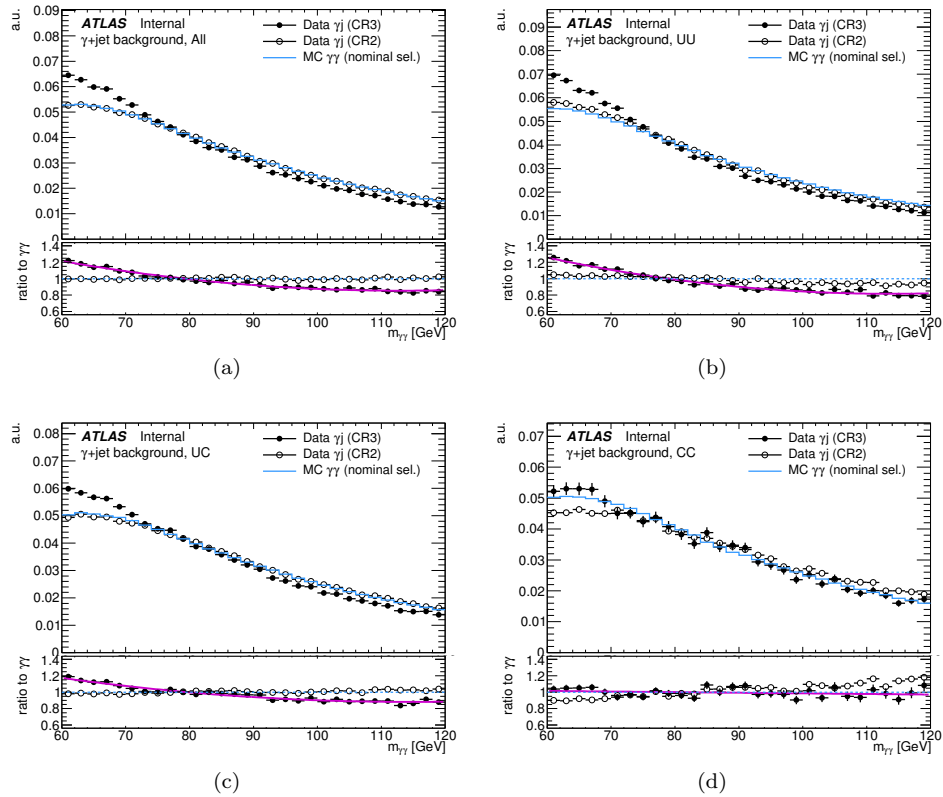 a.u.
0.09
0.08
0.07
0.06
0.05
0.04
0.03
0.02
0.01
0
ATLAS Internal
γ+jet background, All
Data γj (CR3)
Data γj (CR2)
MC γγ (nominal sel.)
ratio to γγ
1.4
1.2
1
0.8
0.6
60 70 80 90 100 110 120
mγγ [GeV]
(a)
a.u.
0.09
0.08
0.07
0.06
0.05
0.04
0.03
0.02
0.01
0
ATLAS Internal
γ+jet background, UU
Data γj (CR3)
Data γj (CR2)
MC γγ (nominal sel.)
ratio to γγ
1.4
1.2
1
0.8
0.6
60 70 80 90 100 110 120
mγγ [GeV]
(b)
a.u.
0.08
0.07
0.06
0.05
0.04
0.03
0.02
0.01
0
ATLAS Internal
γ+jet background, UC
Data γj (CR3)
Data γj (CR2)
MC γγ (nominal sel.)
ratio to γγ
1.4
1.2
1
0.8
0.6
60 70 80 90 100 110 120
mγγ [GeV]
(c)
a.u.
0.07
0.06
0.05
0.04
0.03
0.02
0.01
0
ATLAS Internal
γ+jet background, CC
Data γj (CR3)
Data γj (CR2)
MC γγ (nominal sel.)
ratio to γγ
1.4
1.2
1
0.8
0.6
60 70 80 90 100 110 120
mγγ [GeV]
(d)